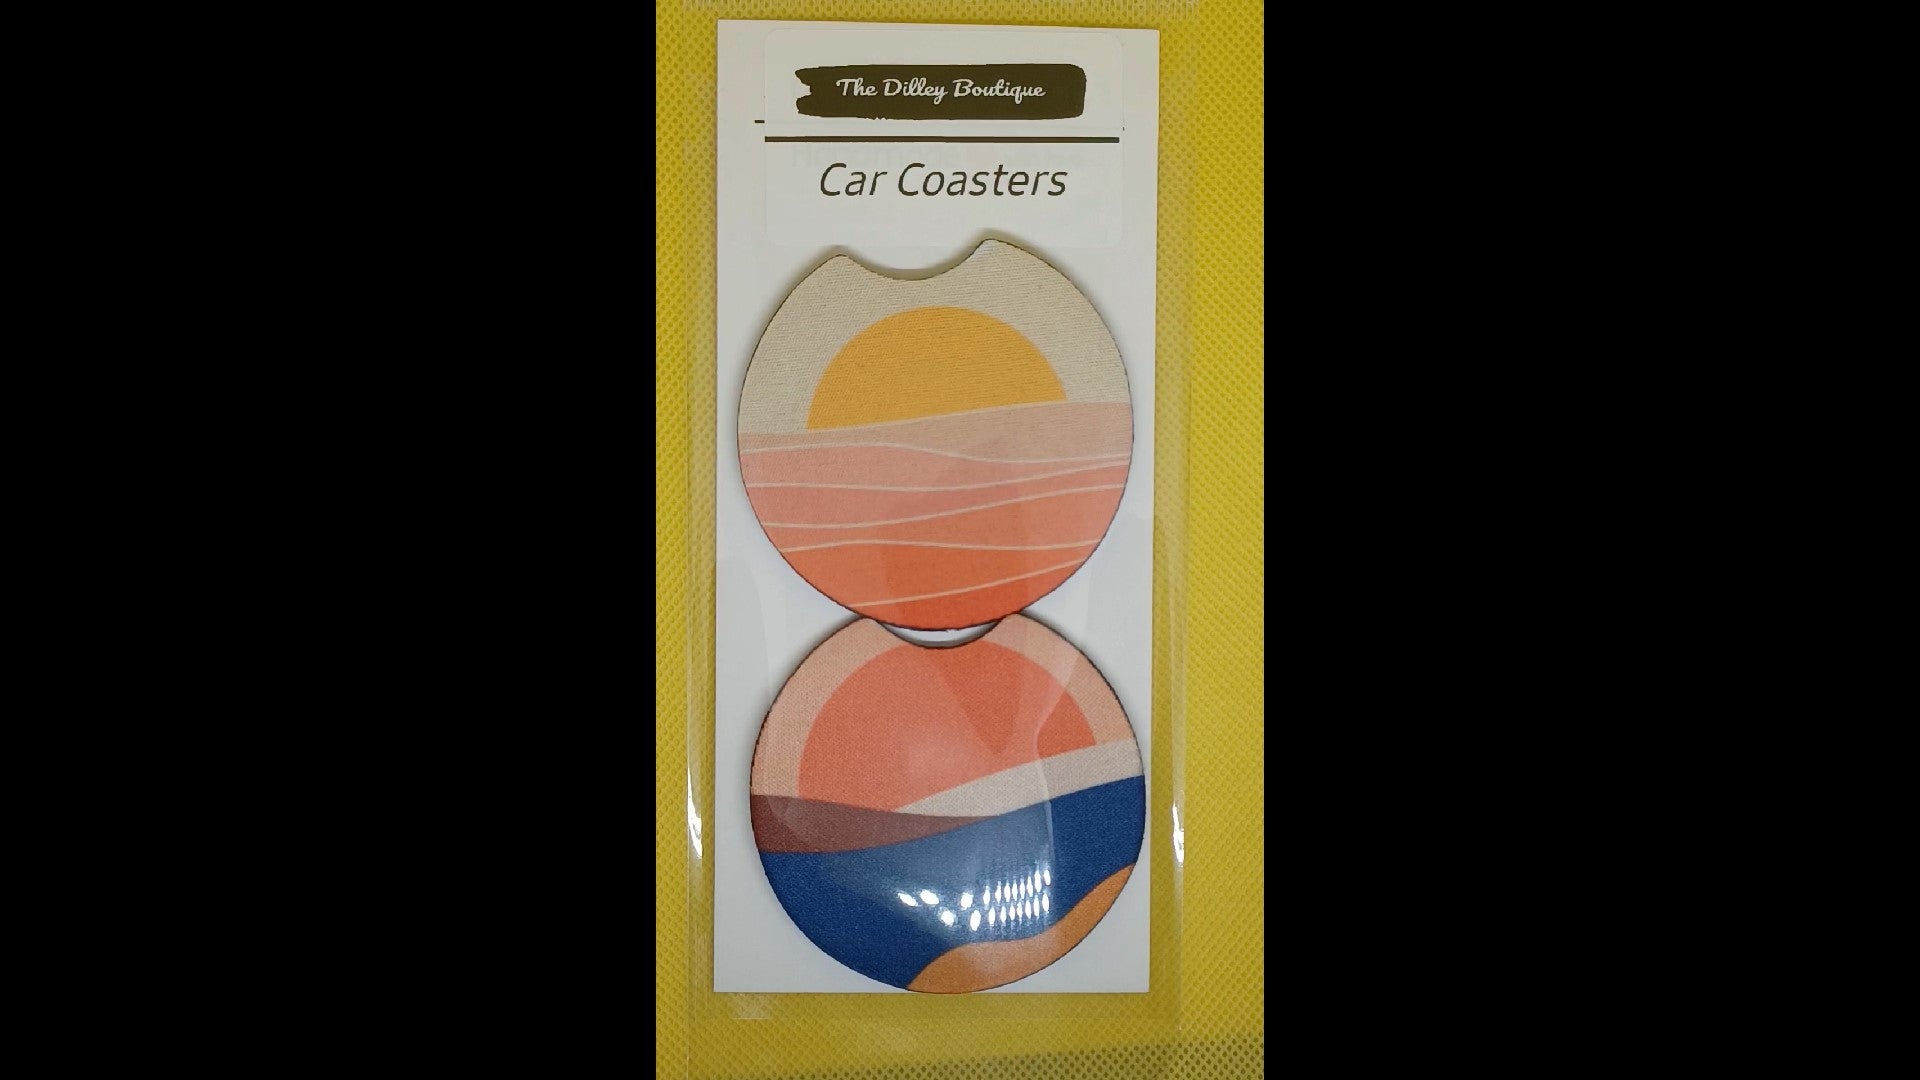 The Dilley Boutique
Car Coasters